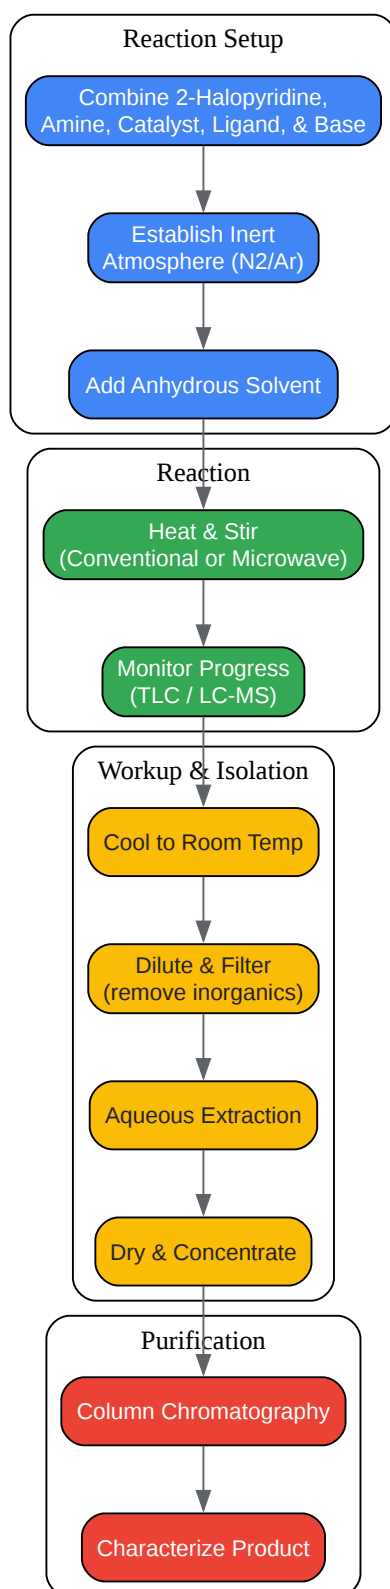 Reaction Setup
Combine 2-Halopyridine,
Amine, Catalyst, Ligand, & Base
Establish Inert
Atmosphere (N2/Ar)
Add Anhydrous Solvent
Reaction
Heat & Stir
(Conventional or Microwave)
Monitor Progress
(TLC / LC-MS)
Workup & Isolation
Cool to Room Temp
Dilute & Filter
(remove inorganics)
Aqueous Extraction
Dry & Concentrate
Purification
Column Chromatography
Characterize Product